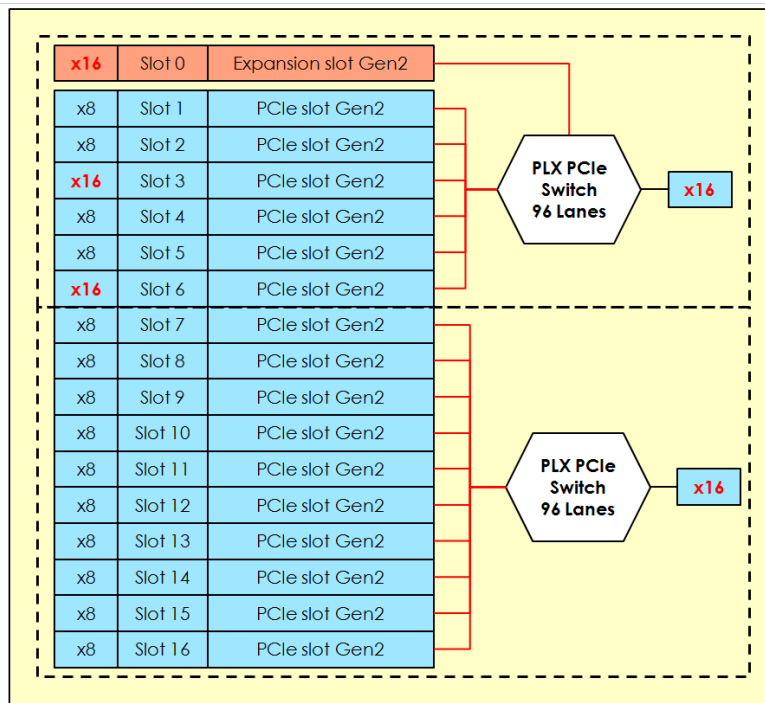 x16 Slot 0 Expansion slot Gen2
x8 Slot 1 PCIe slot Gen2
x8 Slot 2 PCIe slot Gen2
x16 Slot 3 PCIe slot Gen2
x8 Slot 4 PCIe slot Gen2
x8 Slot 5 PCIe slot Gen2
x16 Slot 6 PCIe slot Gen2
PLX PCIe
Switch
96 Lanes
x16
x8 Slot 7 PCIe slot Gen2
x8 Slot 8 PCIe slot Gen2
x8 Slot 9 PCIe slot Gen2
x8 Slot 10 PCIe slot Gen2
x8 Slot 11 PCIe slot Gen2
x8 Slot 12 PCIe slot Gen2
x8 Slot 13 PCIe slot Gen2
x8 Slot 14 PCIe slot Gen2
x8 Slot 15 PCIe slot Gen2
x8 Slot 16 PCIe slot Gen2
PLX PCIe
Switch
96 Lanes
x16